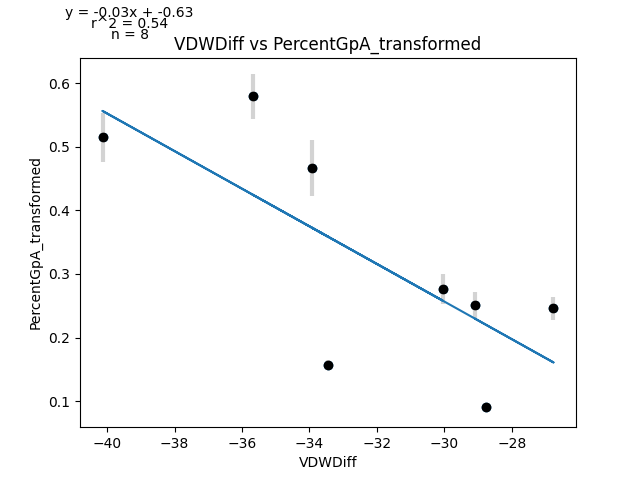 y = -0.03x + -0.63
r^2 = 0.54
n = 8
VDWDiff vs PercentGpA_transformed
0.6
0.5
0.4
0.3
0.2
0.1
PercentGpA_transformed
−40 −38 −36 −34 −32 −30 −28
VDWDiff